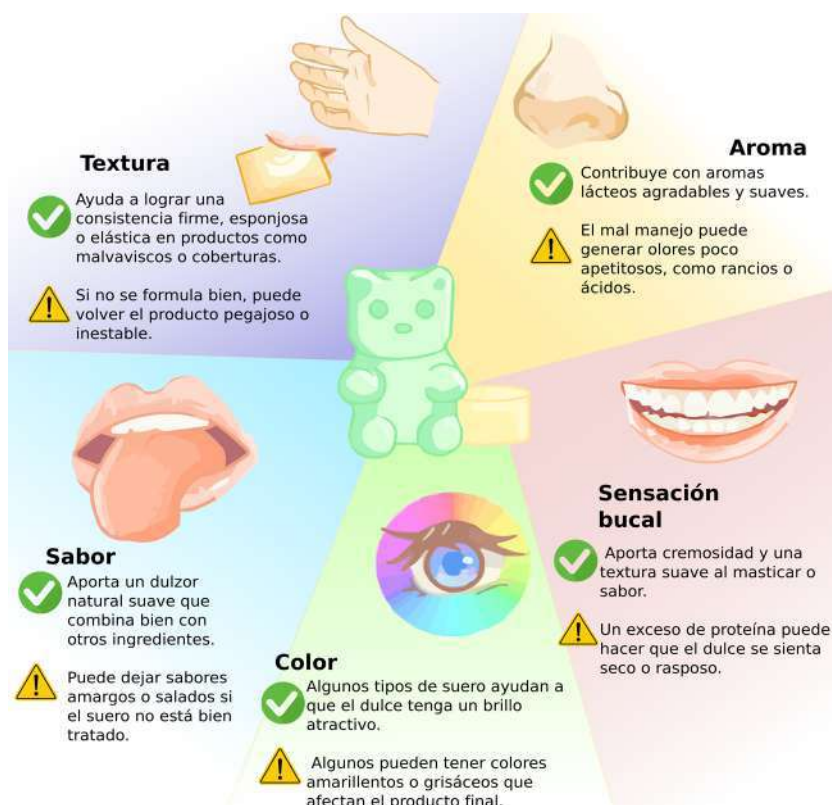 Textura
Ayuda a lograr una
consistencia firme, esponjosa
o elástica en productos como
malvaviscos o coberturas.
Si no se formula bien, puede
volver el producto pegajoso o
inestable.
Aroma
Contribuye con aromas
lácteos agradables y suaves.
El mal manejo puede
generar olores poco
apetitosos, como rancios o
ácidos.
Sabor
Aporta un dulzor
natural suave que
combina bien con
otros ingredientes.
Puede dejar sabores
amargos o salados si
el suero no está bien
tratado.
Color
Algunos tipos de suero ayudan a
que el dulce tenga un brillo
atractivo.
Algunos pueden tener colores
amarillentos o grisáceos que
afectan el producto final.
Sensación
bucal
Aporta cremosidad y una
textura suave al masticar o
sabor.
Un exceso de proteína puede
hacer que el dulce se sienta
seco o rasposo.